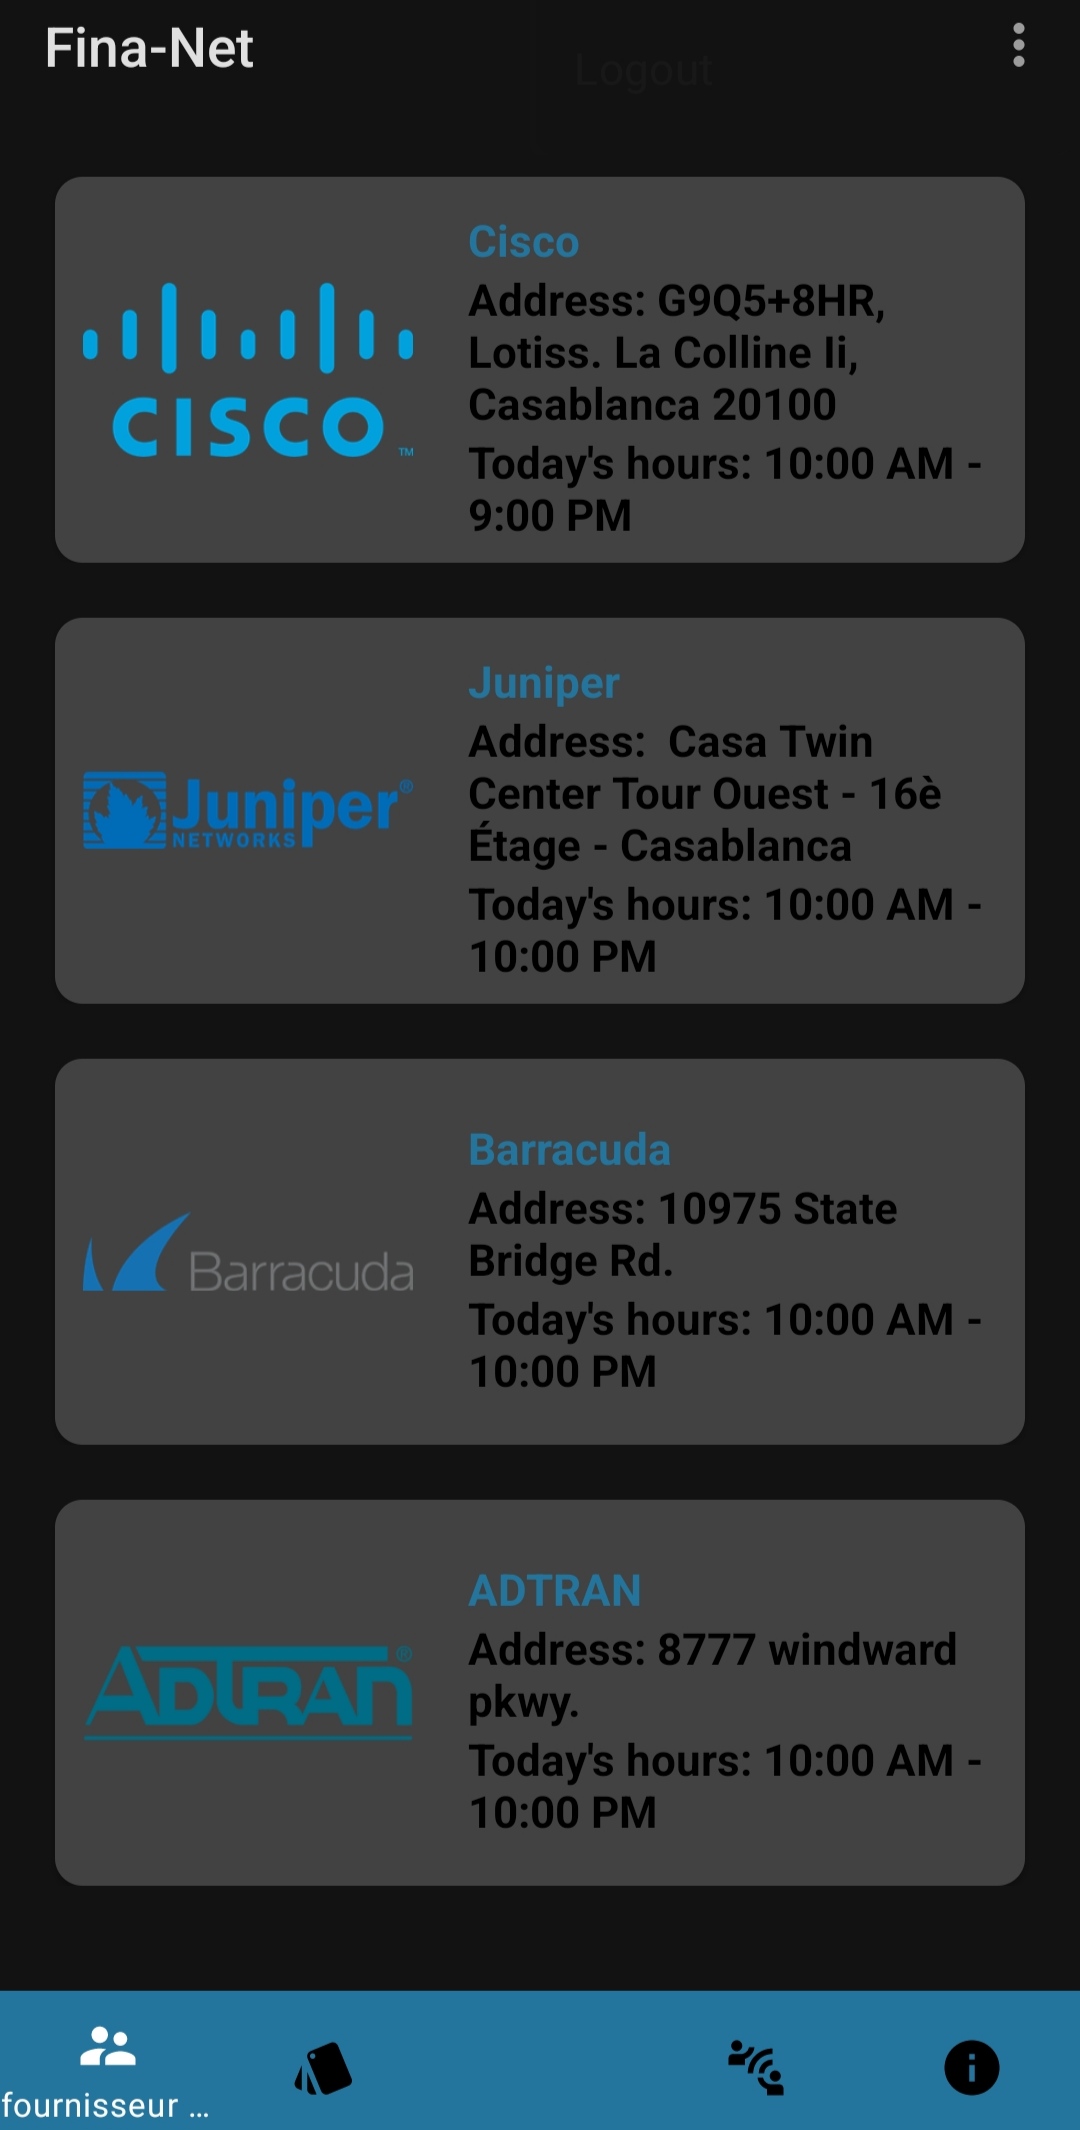 Fina-Net
Logout
Cisco
Address: G9Q5+8HR,
Lotiss. La Colline Ii,
Casablanca 20100
Today's hours: 10:00 AM -
9:00 PM
CISCO
TM
Juniper
Address:  Casa Twin
Center Tour Ouest - 16è
Étage - Casablanca
Today's hours: 10:00 AM -
10:00 PM
Juniper®
NETWORKS
Barracuda
Address: 10975 State
Bridge Rd.
Today's hours: 10:00 AM -
10:00 PM
Barracuda
ADTRAN
Address: 8777 windward
pkwy.
Today's hours: 10:00 AM -
10:00 PM
ADTRAN®
fournisseur ...